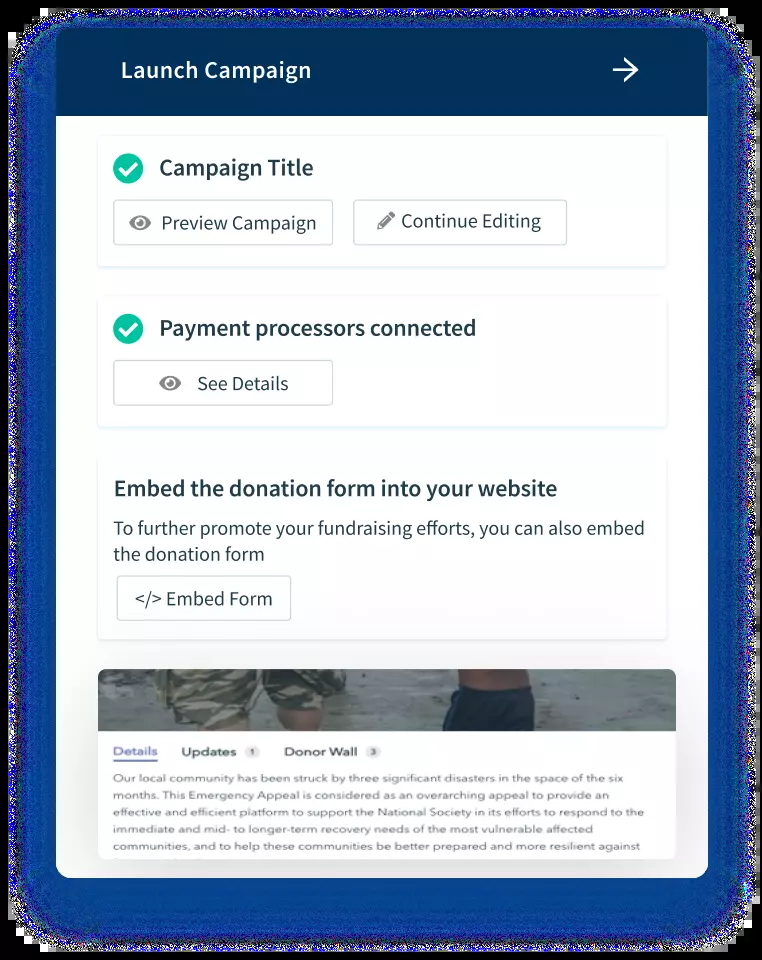 Launch Campaign
Campaign Title
Preview Campaign
Continue Editing
Payment processors connected
See Details
Embed the donation form into your website
To further promote your fundraising efforts, you can also embed
the donation form
</> Embed Form
Details Updates 1 Donor Wall 3
Our local community has been struck by three significant disasters in the space of the six
months. This Emergency Appeal is considered as an overarching appeal to provide an
effective and efficient platform to support the National Society in its efforts to respond to the
immediate and mid- to longer-term recovery needs of the most vulnerable affected
communities, and to help these communities be better prepared and more resilient against